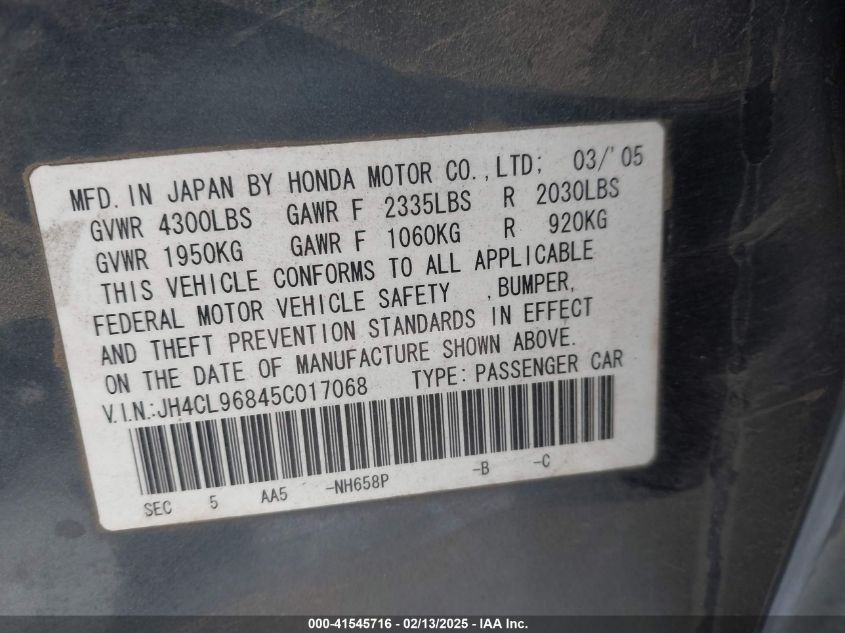 MFD. IN JAPAN BY HONDA MOTOR CO., LTD; 03/'05
GVWR 4300LBS GAWR F 2335LBS R 2030LBS
GVWR 1950KG GAWR F 1060KG R 920KG
THIS VEHICLE CONFORMS TO ALL APPLICABLE
FEDERAL MOTOR VEHICLE SAFETY , BUMPER,
AND THEFT PREVENTION STANDARDS IN EFFECT
ON THE DATE OF MANUFACTURE SHOWN ABOVE.
V.I.N.:JH4CL96845C017068 TYPE: PASSENGER CAR
SEC 5 AA5 -NH658P -B -C
000-41545716 - 02/13/2025 - IAA Inc.